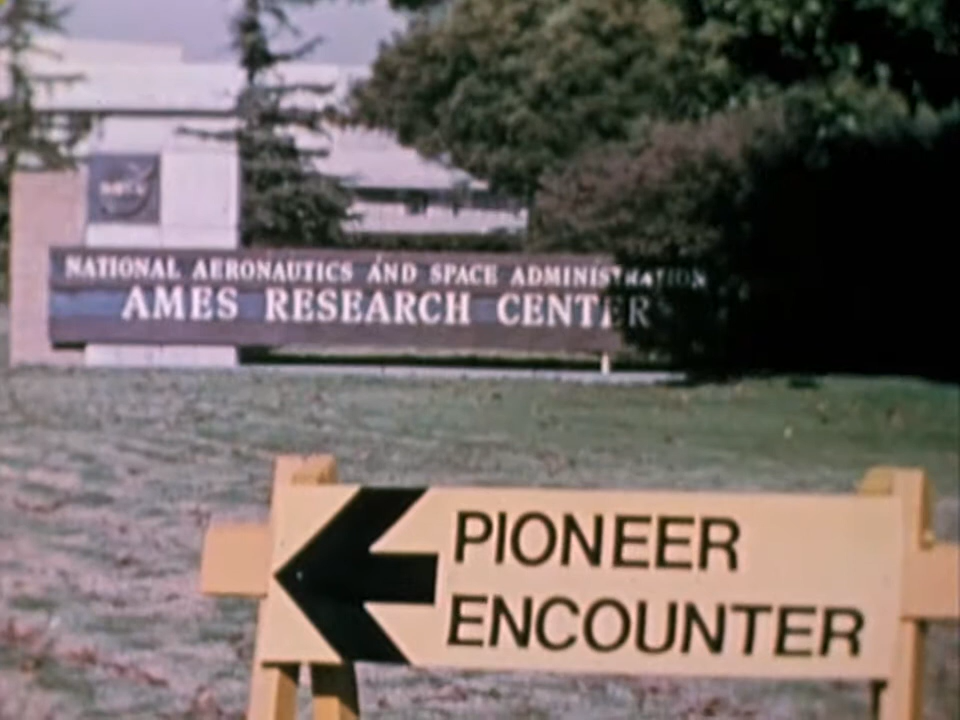 NATIONAL AERONAUTICS AND SPACE ADMINISTRATION
AMES RESEARCH CENTER
PIONEER
ENCOUNTER